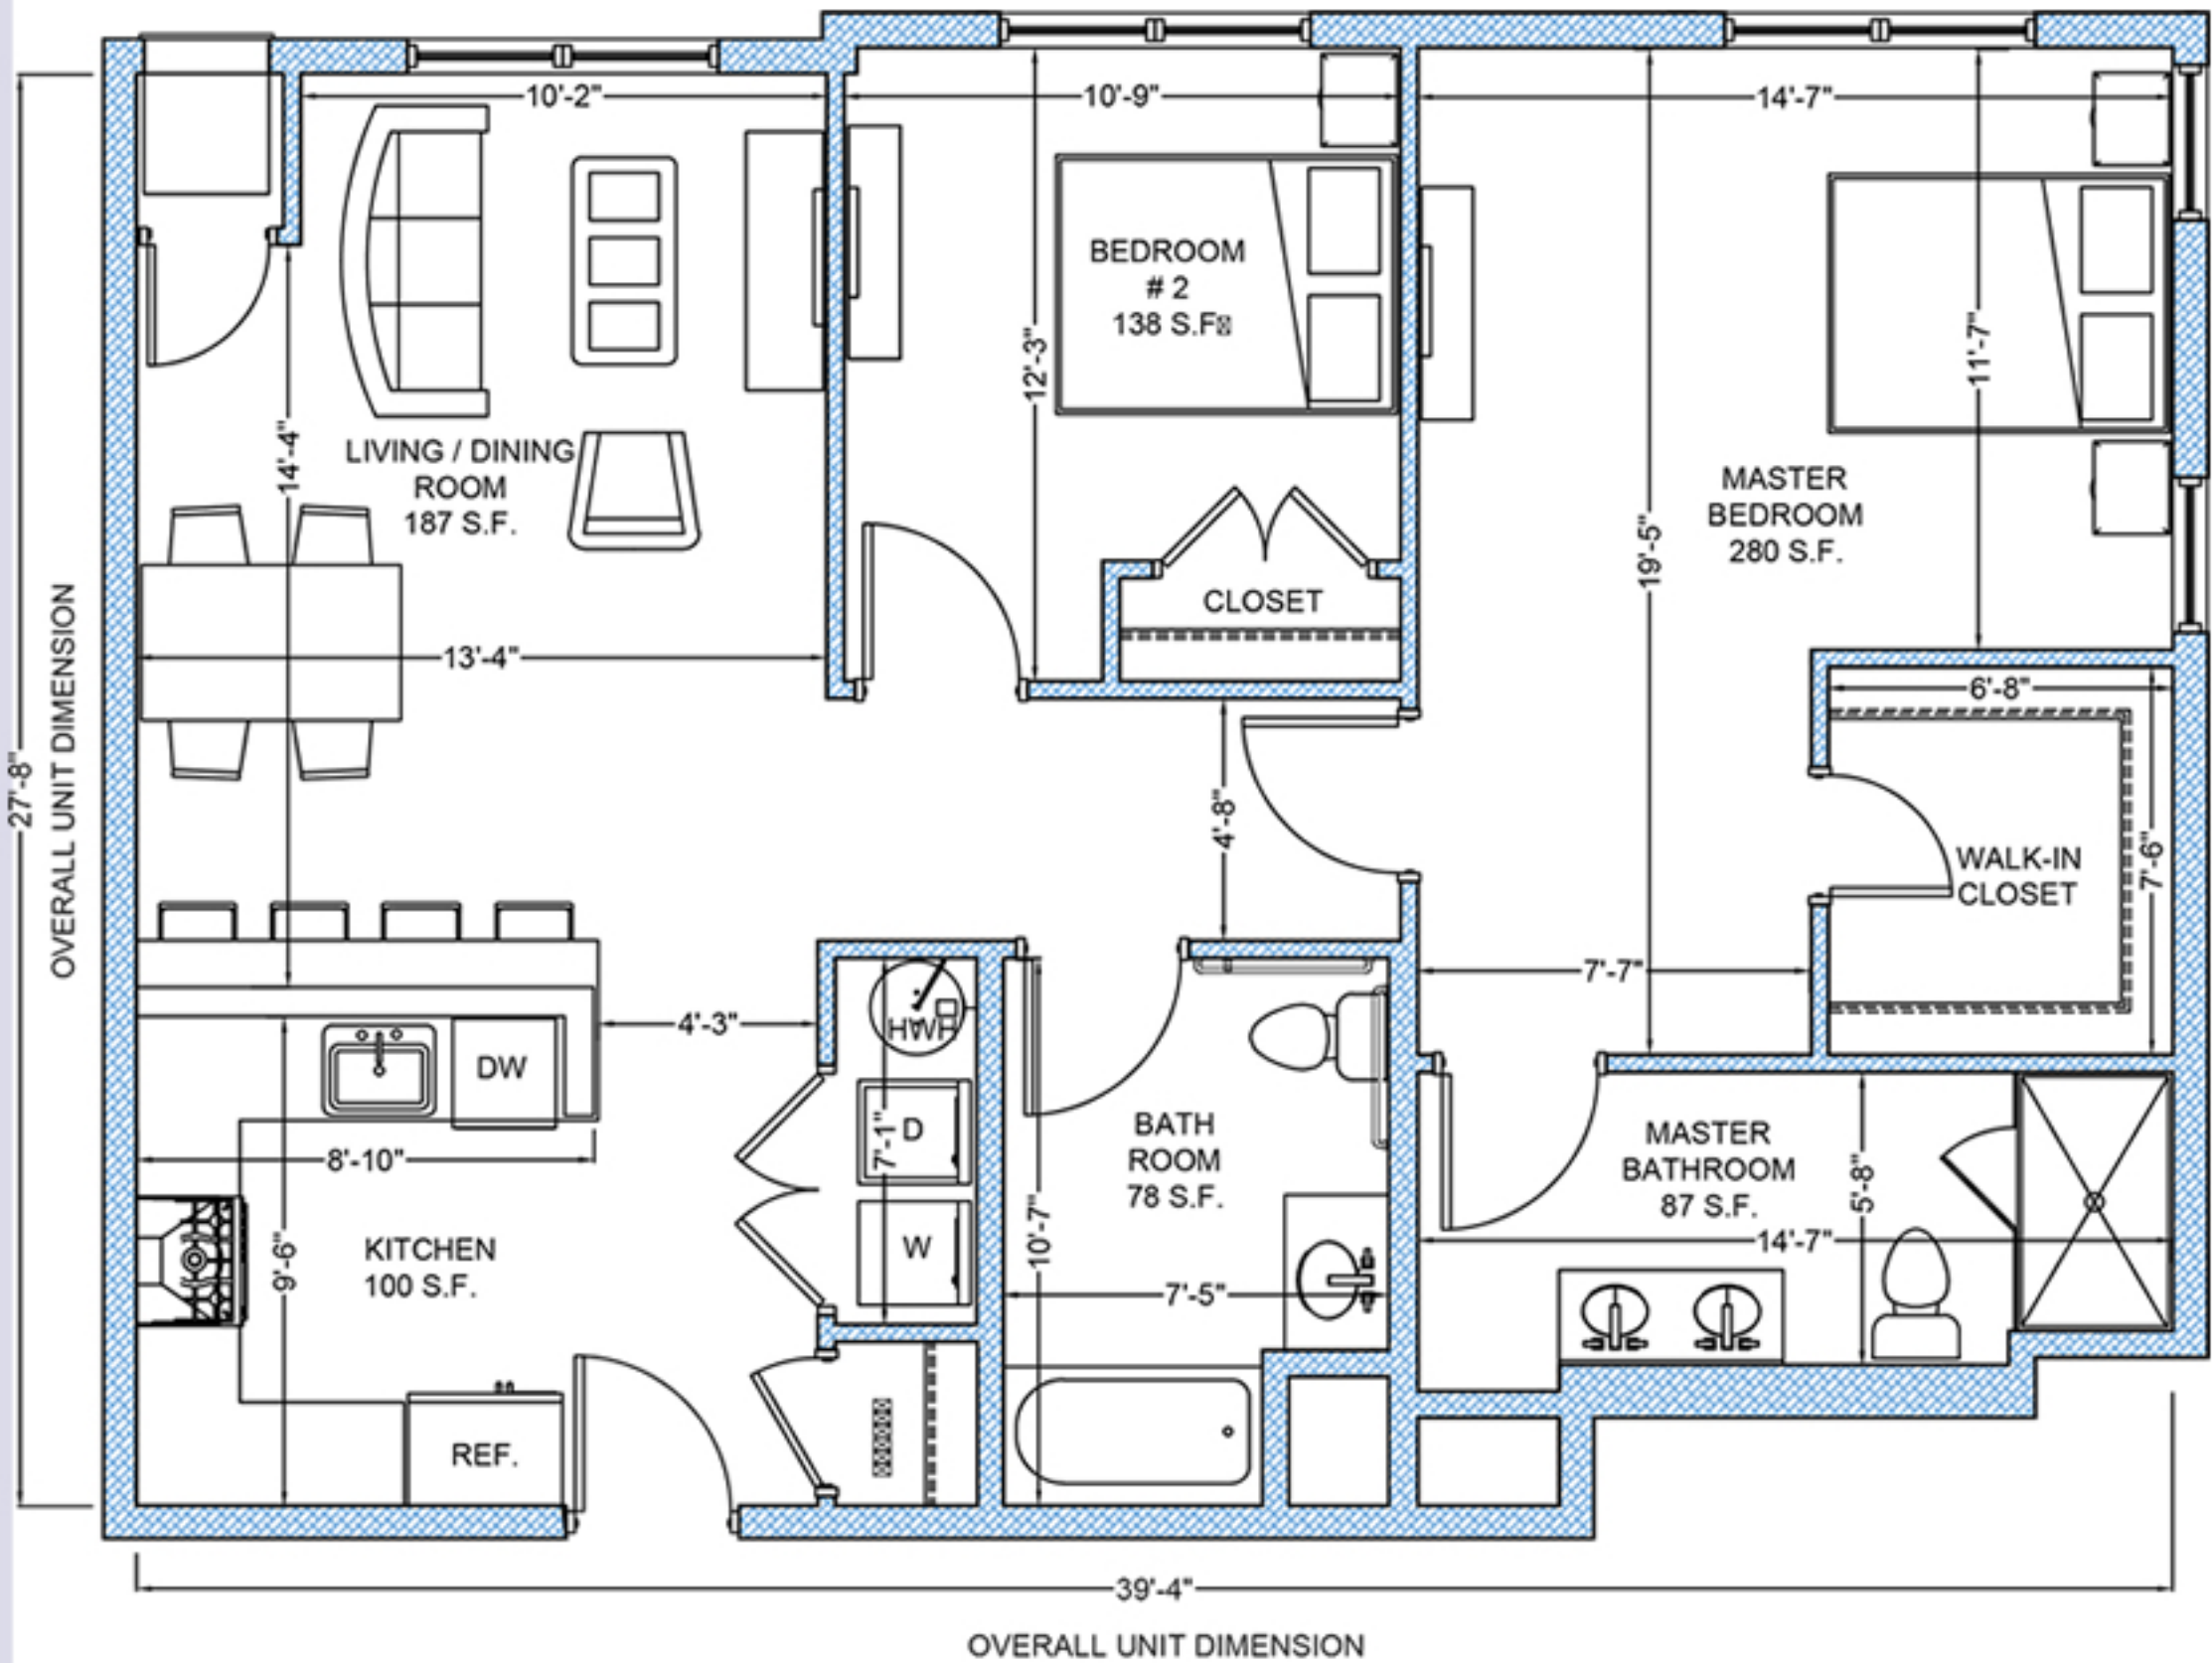 10'-2"
10'-9"
14'-7"
BEDROOM
# 2
138 S.F
12'-3"
11'-7"
14'-4"
LIVING / DINING
ROOM
187 S.F.
MASTER
BEDROOM
280 S.F.
19'-5"
CLOSET
13'-4"
6'-8"
27'-8"
OVERALL UNIT DIMENSION
4'-8"
WALK-IN
CLOSET
7'-6"
7'-7"
4'-3"
HWH
DW
D
7'-1"
8'-10"
BATH
ROOM
78 S.F.
MASTER
BATHROOM
87 S.F.
5'-8"
14'-7"
10'-7"
W
KITCHEN
100 S.F.
9'-6"
7'-5"
REF.
39'-4"
OVERALL UNIT DIMENSION